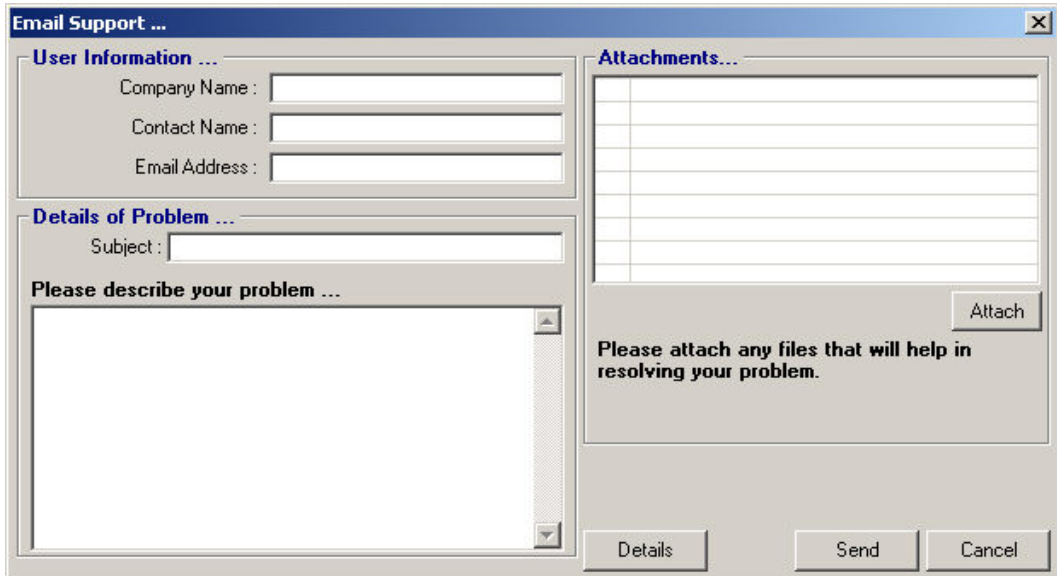 Email Support ...
User Information ...
Company Name :
Contact Name :
Email Address :
Details of Problem ...
Subject :
Please describe your problem ...
Attachments...
Attach
Please attach any files that will help in
resolving your problem.
Details
Send
Cancel